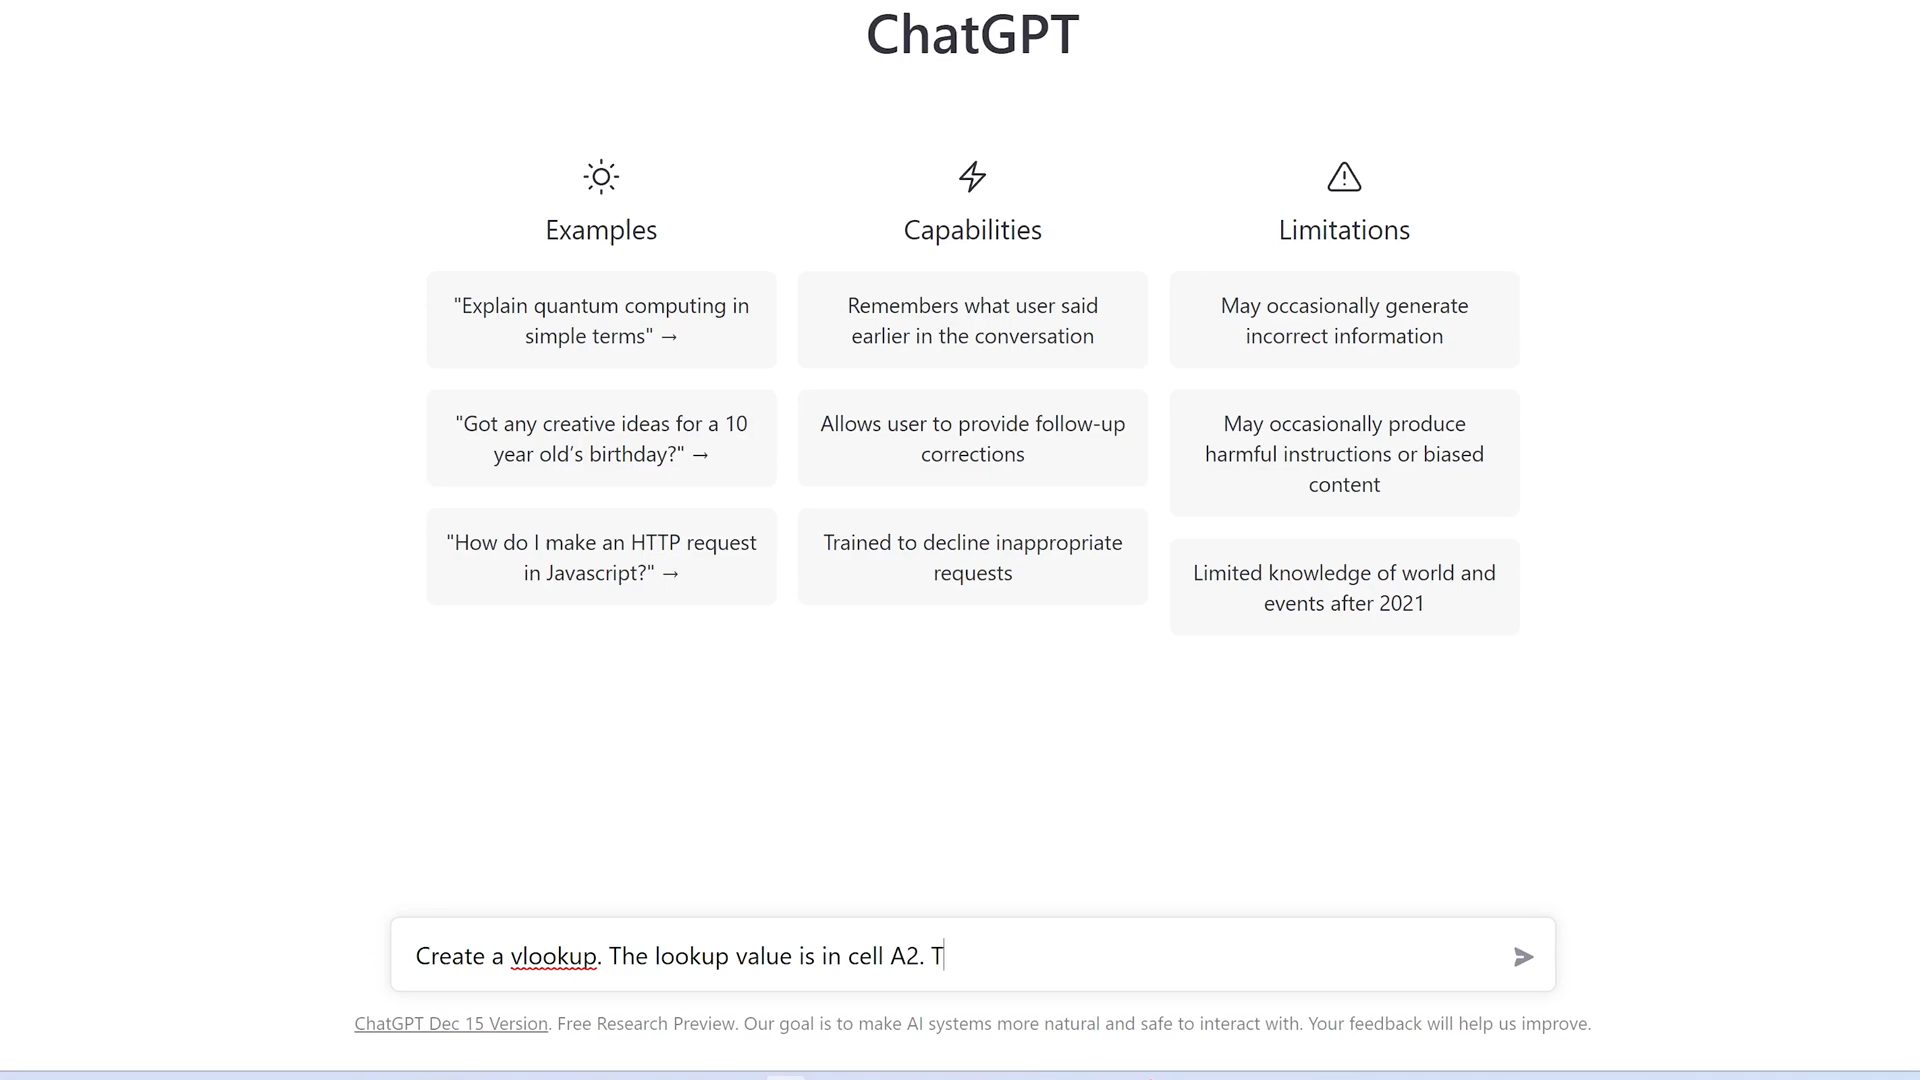 ChatGPT
Examples
"Explain quantum computing in
simple terms" →
"Got any creative ideas for a 10
year old’s birthday?" →
"How do I make an HTTP request
in Javascript?" →
Capabilities
Remembers what user said
earlier in the conversation
Allows user to provide follow-up
corrections
Trained to decline inappropriate
requests
Limitations
May occasionally generate
incorrect information
May occasionally produce
harmful instructions or biased
content
Limited knowledge of world and
events after 2021
Create a vlookup. The lookup value is in cell A2. T
ChatGPT Dec 15 Version. Free Research Preview. Our goal is to make AI systems more natural and safe to interact with. Your feedback will help us improve.